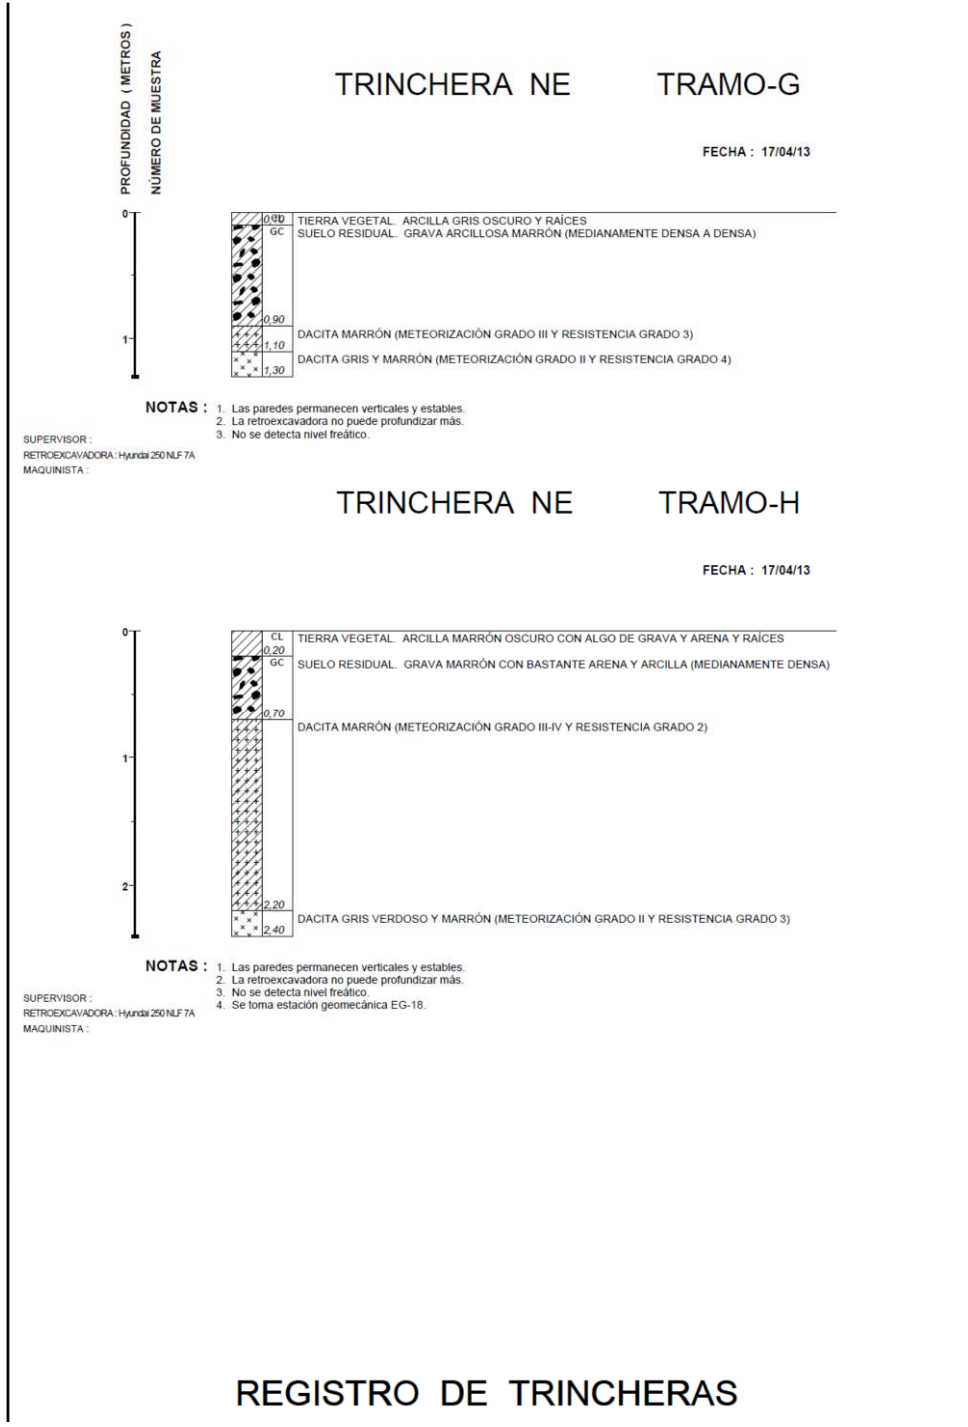 PROFUNDIDAD ( METROS )
NÚMERO DE MUESTRA
TRINCHERA NE TRAMO-G
FECHA : 17/04/13
0
CL TIERRA VEGETAL. ARCILLA GRIS OSCURO Y RAÍCES
0,10
GC SUELO RESIDUAL. GRAVA ARCILLOSA MARRÓN (MEDIANAMENTE DENSA A DENSA)
0,90
DACITA MARRÓN (METEORIZACIÓN GRADO III Y RESISTENCIA GRADO 3)
1
1,10
DACITA GRIS Y MARRÓN (METEORIZACIÓN GRADO II Y RESISTENCIA GRADO 4)
1,30
NOTAS : 1. Las paredes permanecen verticales y estables.
2. La retroexcavadora no puede profundizar más.
3. No se detecta nivel freático.
SUPERVISOR :
RETROEXCAVADORA : Hyundai 250 NLF 7A
MAQUINISTA :
TRINCHERA NE TRAMO-H
FECHA : 17/04/13
0
CL TIERRA VEGETAL. ARCILLA MARRÓN OSCURO CON ALGO DE GRAVA Y ARENA Y RAÍCES
0,20
GC SUELO RESIDUAL. GRAVA MARRÓN CON BASTANTE ARENA Y ARCILLA (MEDIANAMENTE DENSA)
0,70
DACITA MARRÓN (METEORIZACIÓN GRADO III-IV Y RESISTENCIA GRADO 2)
1
2
2,20
DACITA GRIS VERDOSO Y MARRÓN (METEORIZACIÓN GRADO II Y RESISTENCIA GRADO 3)
2,40
NOTAS : 1. Las paredes permanecen verticales y estables.
2. La retroexcavadora no puede profundizar más.
3. No se detecta nivel freático.
4. Se toma estación geomecánica EG-18.
SUPERVISOR :
RETROEXCAVADORA : Hyundai 250 NLF 7A
MAQUINISTA :
REGISTRO DE TRINCHERAS